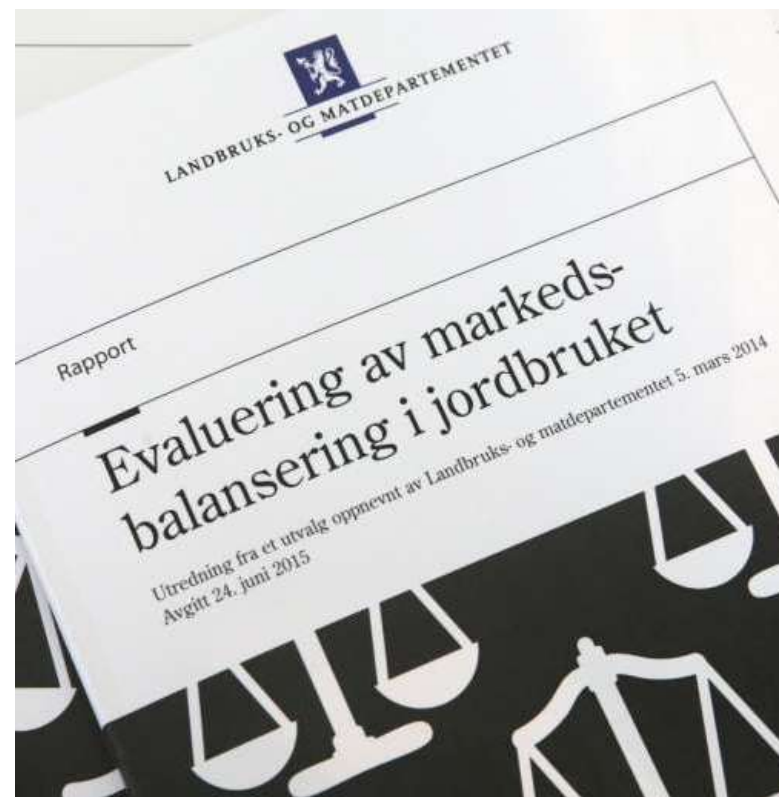 LANDBRUKS- OG MATDEPARTEMENTET
Rapport
Evaluering av markeds-
balansering i jordbruket
Utredning fra et utvalg oppnevnt av Landbruks- og matdepartementet 5. mars 2014
Avgitt 24. juni 2015